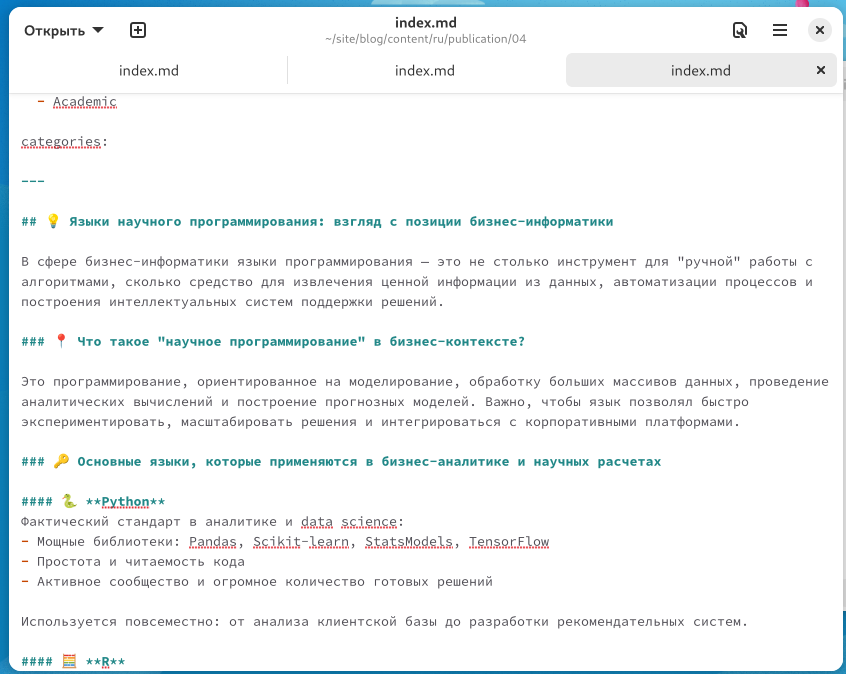 Открыть
index.md
~/site/blog/content/ru/publication/04
index.md
index.md
index.md
- Academic
categories:
---
## 💡 Языки научного программирования: взгляд с позиции бизнес-информатики
В сфере бизнес-информатики языки программирования — это не столько инструмент для "ручной" работы с
алгоритмами, сколько средство для извлечения ценной информации из данных, автоматизации процессов и
построения интеллектуальных систем поддержки решений.
### 📍 Что такое "научное программирование" в бизнес-контексте?
Это программирование, ориентированное на моделирование, обработку больших массивов данных, проведение
аналитических вычислений и построение прогнозных моделей. Важно, чтобы язык позволял быстро
экспериментировать, масштабировать решения и интегрироваться с корпоративными платформами.
### 🔑 Основные языки, которые применяются в бизнес-аналитике и научных расчетах
#### 🐍 **Python**
Фактический стандарт в аналитике и data science:
- Мощные библиотеки: Pandas, Scikit-learn, StatsModels, TensorFlow
- Простота и читаемость кода
- Активное сообщество и огромное количество готовых решений
Используется повсеместно: от анализа клиентской базы до разработки рекомендательных систем.
#### 🧮 **R**